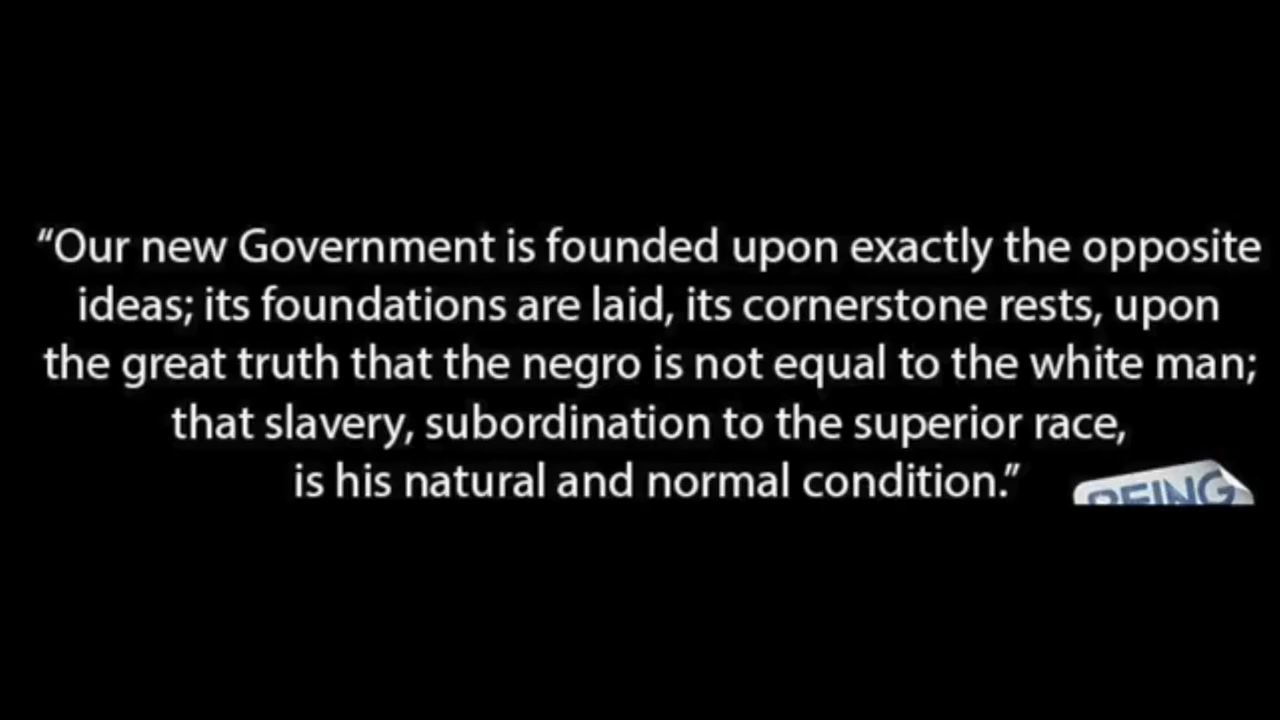 “Our new Government is founded upon exactly the opposite
ideas; its foundations are laid, its cornerstone rests, upon
the great truth that the negro is not equal to the white man;
that slavery, subordination to the superior race,
is his natural and normal condition.”
BEING